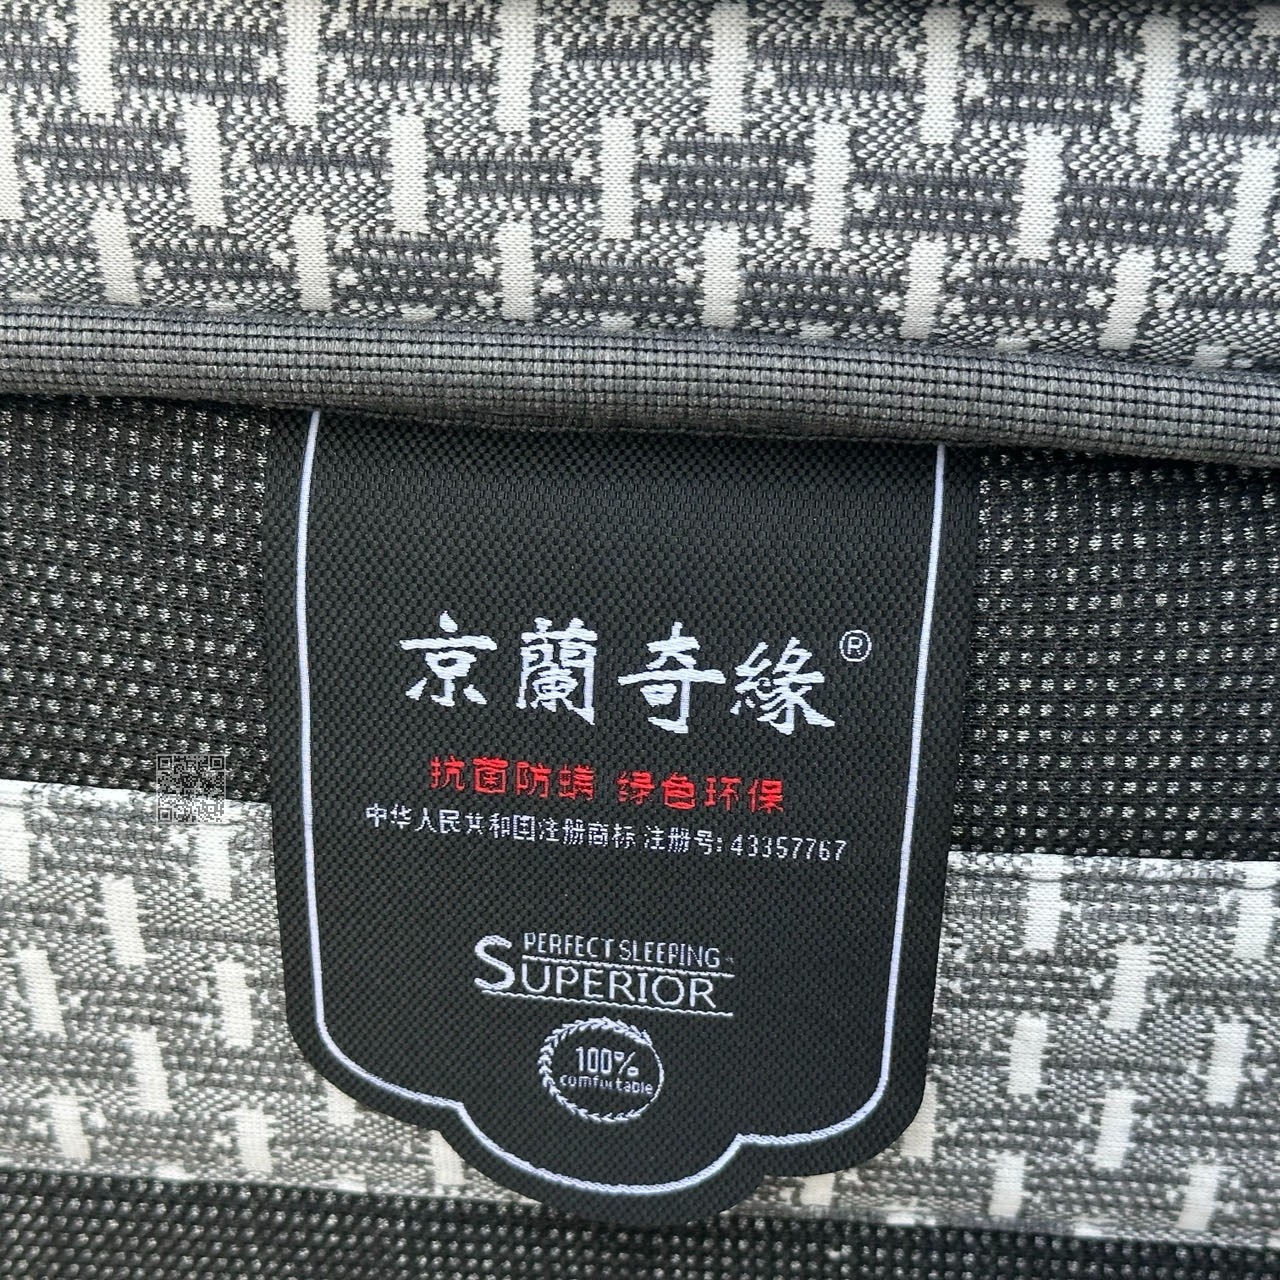 京蘭奇緣®
抗菌防螨 绿色环保
中华人民共和国注册商标 注册号: 43357767
PERFECT SLEEPING
SUPERIOR
100%
comfortable